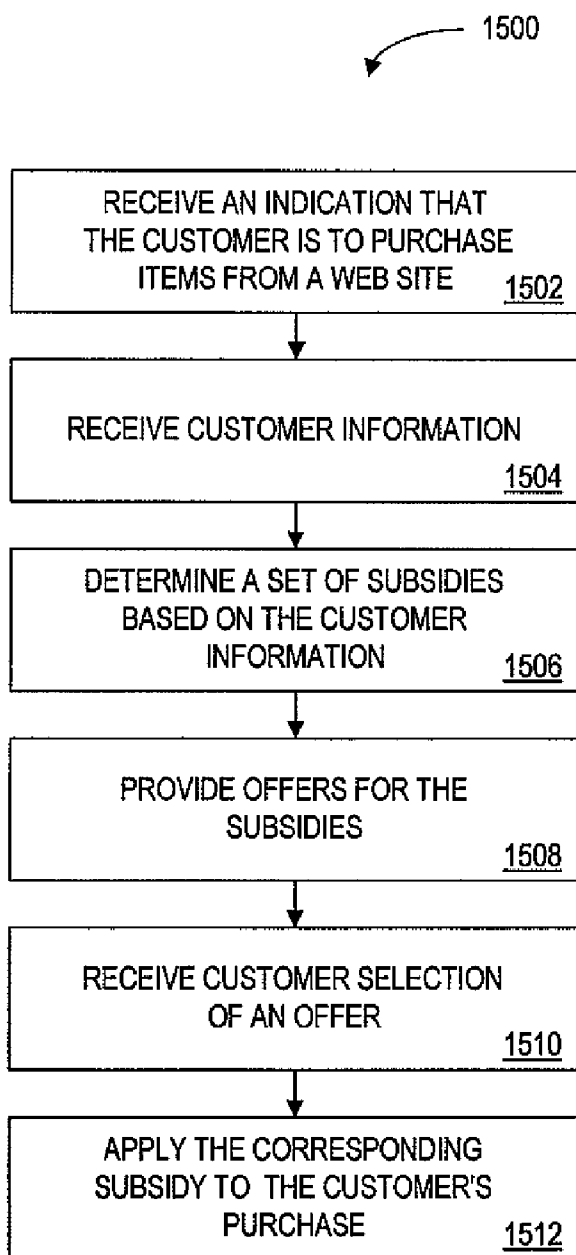 1500
RECEIVE AN INDICATION THAT
THE CUSTOMER IS TO PURCHASE
ITEMS FROM A WEB SITE
1502
RECEIVE CUSTOMER INFORMATION
1504
DETERMINE A SET OF SUBSIDIES
BASED ON THE CUSTOMER
INFORMATION
1506
PROVIDE OFFERS FOR THE
SUBSIDIES
1508
RECEIVE CUSTOMER SELECTION
OF AN OFFER
1510
APPLY THE CORRESPONDING
SUBSIDY TO THE CUSTOMER'S
PURCHASE
1512